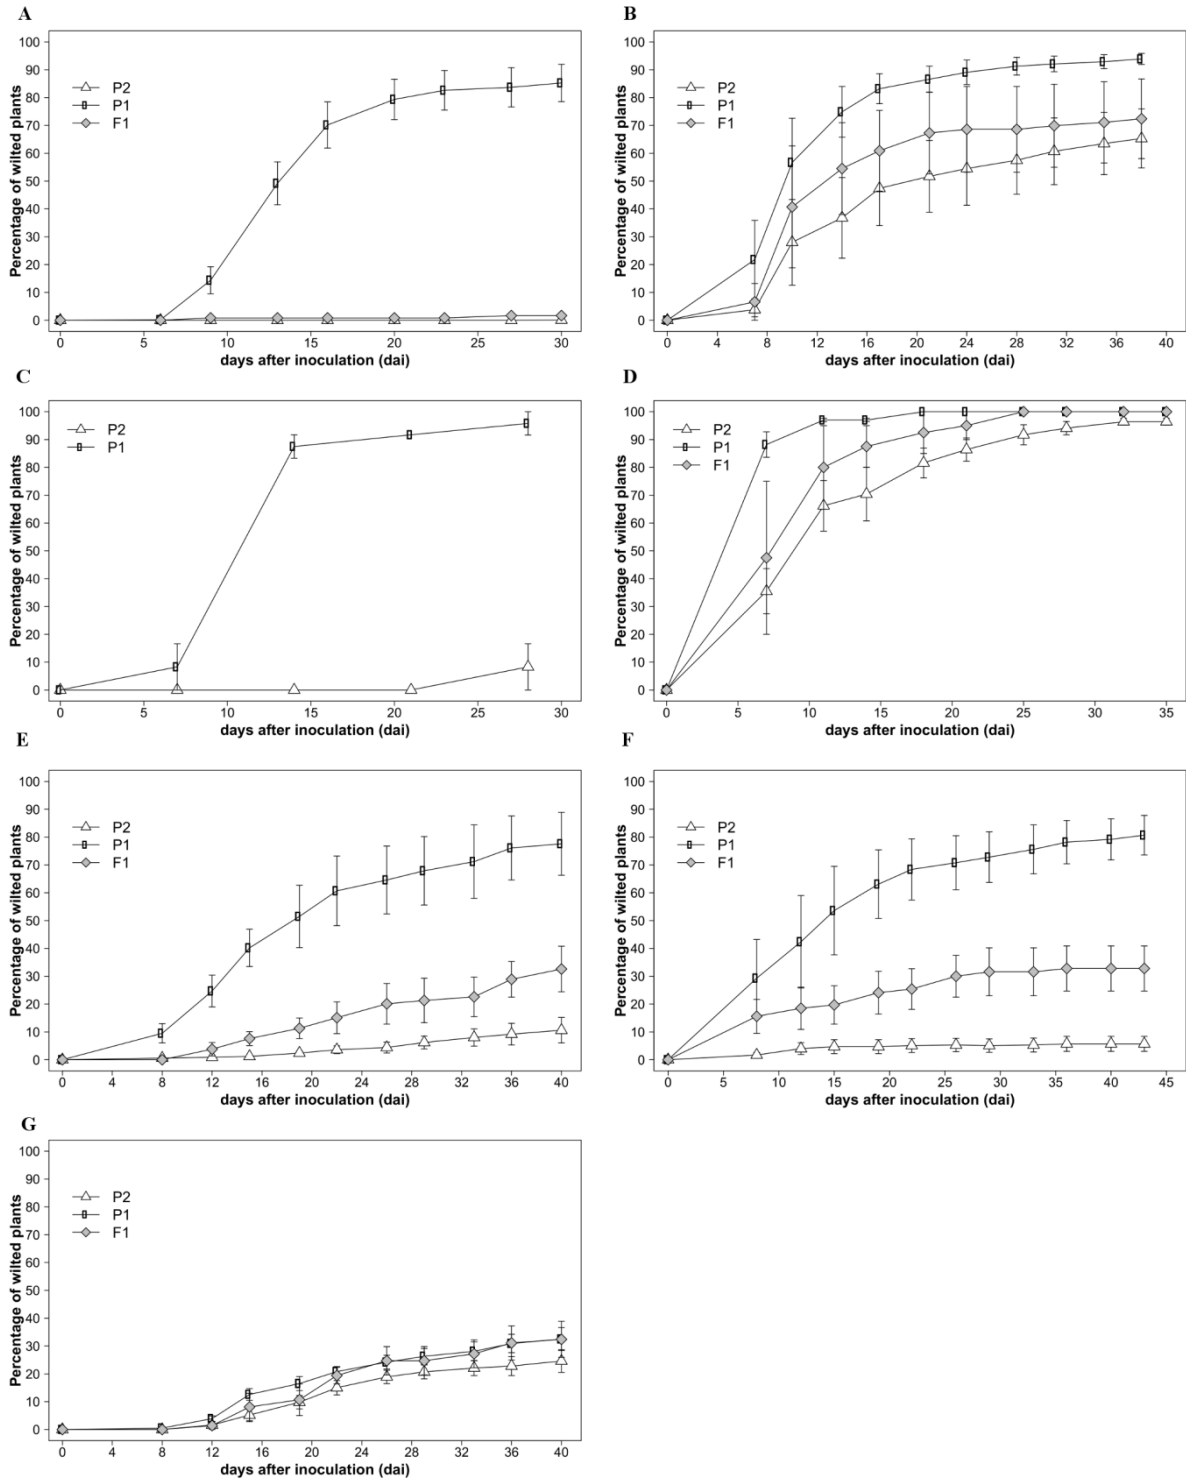 A
Percentage of wilted plants
100
90
80
70
60
50
40
30
20
10
0
P2
P1
F1
0 5 10 15 20 25 30
days after inoculation (dai)
B
Percentage of wilted plants
100
90
80
70
60
50
40
30
20
10
0
P2
P1
F1
0 4 8 12 16 20 24 28 32 36 40
days after inoculation (dai)
C
Percentage of wilted plants
100
90
80
70
60
50
40
30
20
10
0
P2
P1
0 5 10 15 20 25 30
days after inoculation (dai)
D
Percentage of wilted plants
100
90
80
70
60
50
40
30
20
10
0
P2
P1
F1
0 5 10 15 20 25 30 35
days after inoculation (dai)
E
Percentage of wilted plants
100
90
80
70
60
50
40
30
20
10
0
P2
P1
F1
0 4 8 12 16 20 24 28 32 36 40
days after inoculation (dai)
F
Percentage of wilted plants
100
90
80
70
60
50
40
30
20
10
0
P2
P1
F1
0 5 10 15 20 25 30 35 40 45
days after inoculation (dai)
G
Percentage of wilted plants
100
90
80
70
60
50
40
30
20
10
0
P2
P1
F1
0 4 8 12 16 20 24 28 32 36 40
days after inoculation (dai)